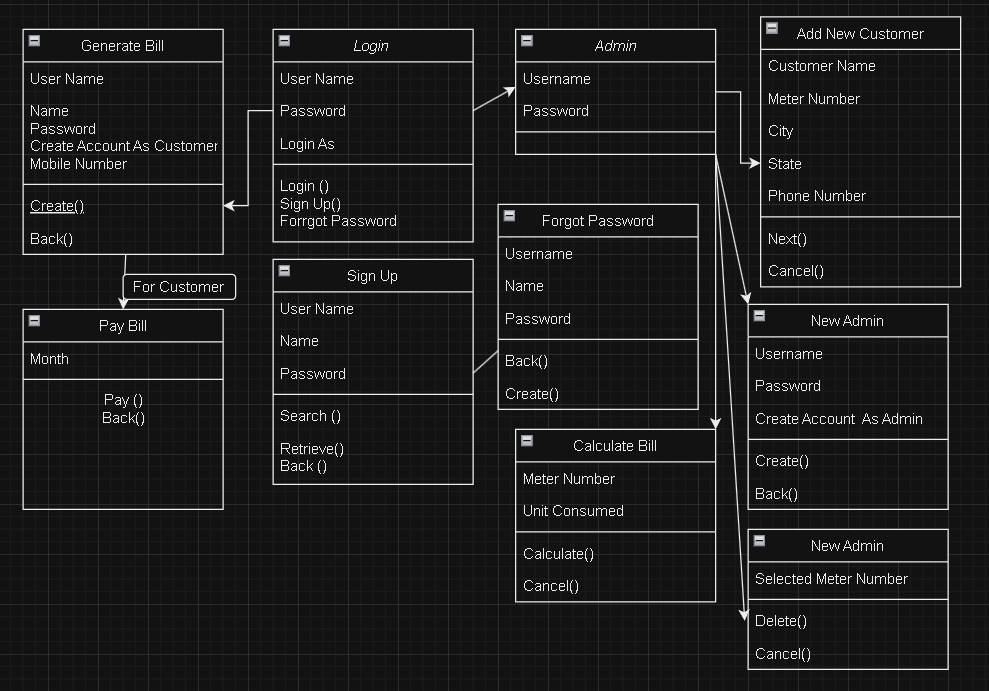 Generate Bill
User Name
Name
Password
Create Account As Customer
Mobile Number
Create()
Back()
Login
User Name
Password
Login As
Login ()
Sign Up()
Forrgot Password
Admin
Username
Password
Add New Customer
Customer Name
Meter Number
City
State
Phone Number
Next()
Cancel()
For Customer
Pay Bill
Month
Pay ()
Back()
Sign Up
User Name
Name
Password
Search ()
Retrieve()
Back ()
Forgot Password
Username
Name
Password
Back()
Create()
Calculate Bill
Meter Number
Unit Consumed
Calculate()
Cancel()
New Admin
Username
Password
Create Account As Admin
Create()
Back()
New Admin
Selected Meter Number
Delete()
Cancel()